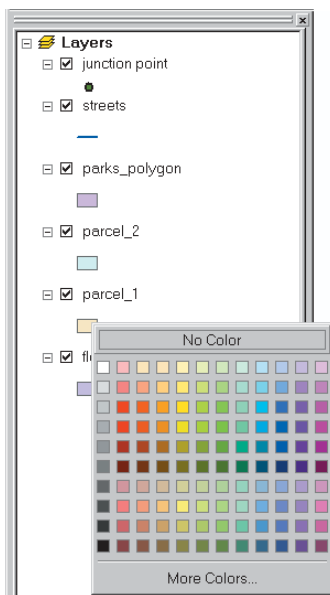 Layers
junction point
streets
parks_polygon
parcel_2
parcel_1
No Color
More Colors...